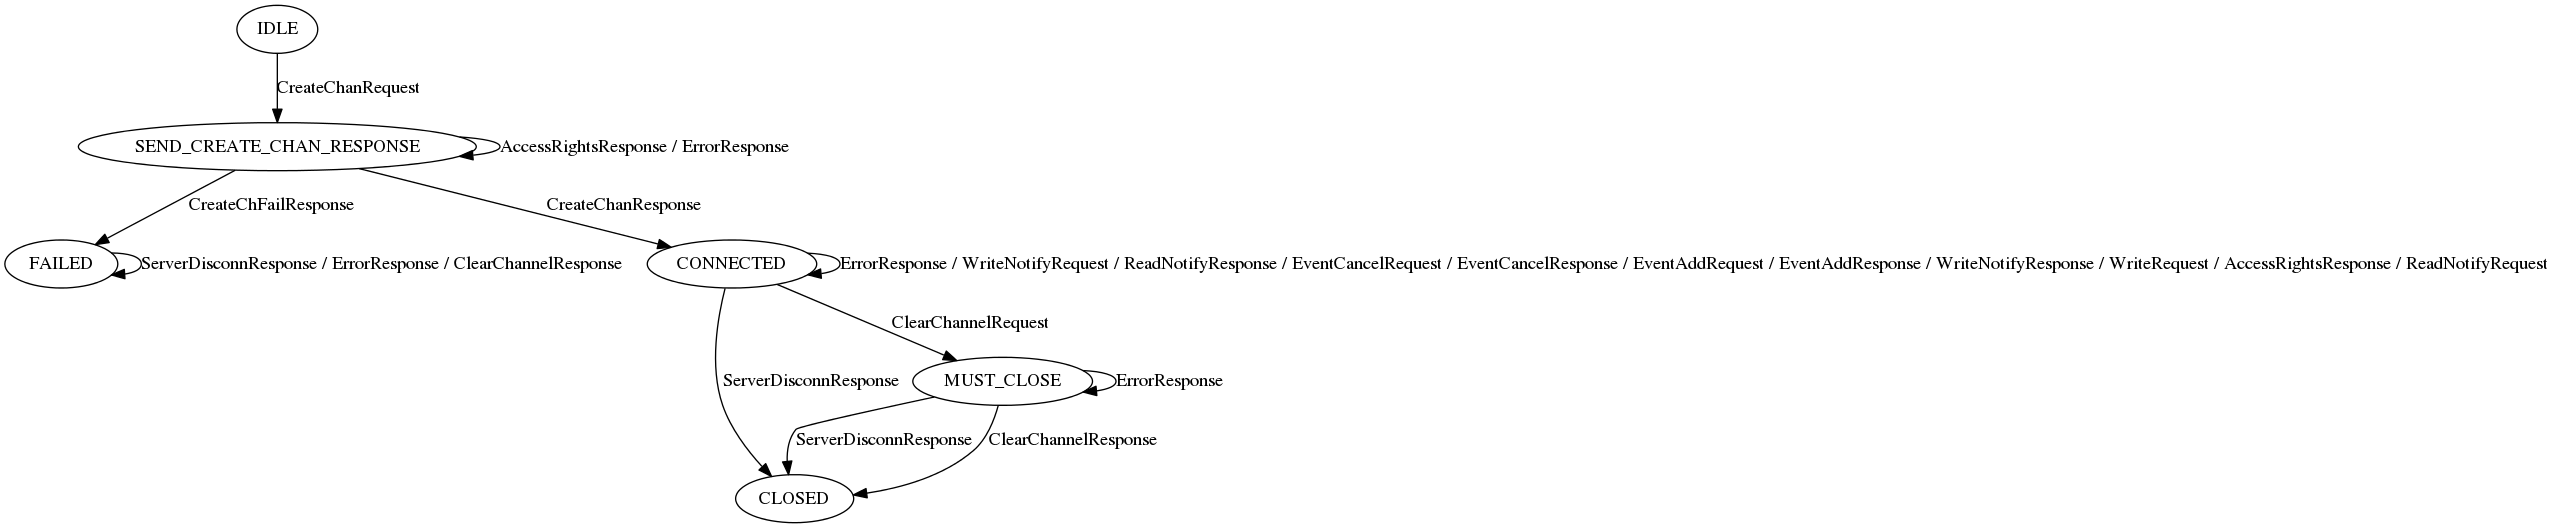 IDLE
CreateChanRequest
SEND_CREATE_CHAN_RESPONSE
AccessRightsResponse / ErrorResponse
CreateChFailResponse
CreateChanResponse
FAILED
ServerDisconnResponse / ErrorResponse / ClearChannelResponse
CONNECTED
ErrorResponse / WriteNotifyRequest / ReadNotifyResponse / EventCancelRequest / EventCancelResponse / EventAddRequest / EventAddResponse / WriteNotifyResponse / WriteRequest / AccessRightsResponse / ReadNotifyRequest
ClearChannelRequest
ServerDisconnResponse
MUST_CLOSE
ErrorResponse
ServerDisconnResponse
ClearChannelResponse
CLOSED